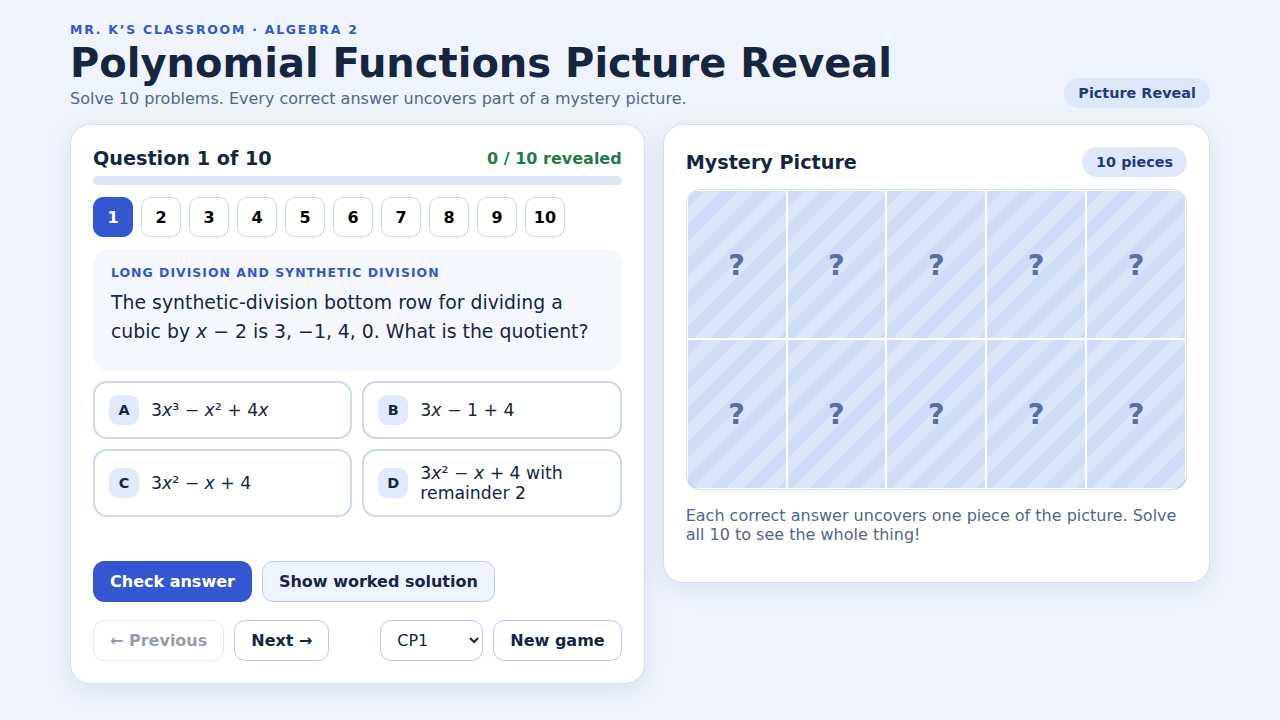 MR. K’S CLASSROOM · ALGEBRA 2
Polynomial Functions Picture Reveal
Solve 10 problems. Every correct answer uncovers part of a mystery picture.
Picture Reveal
Question 1 of 10
0 / 10 revealed
1 2 3 4 5 6 7 8 9 10
LONG DIVISION AND SYNTHETIC DIVISION
The synthetic-division bottom row for dividing a
cubic by x − 2 is 3, −1, 4, 0. What is the quotient?
A 3x³ − x² + 4x
B 3x − 1 + 4
C 3x² − x + 4
D 3x² − x + 4 with
remainder 2
Check answer
Show worked solution
← Previous
Next →
CP1
New game
Mystery Picture
10 pieces
? ? ? ? ?
? ? ? ? ?
Each correct answer uncovers one piece of the picture. Solve
all 10 to see the whole thing!